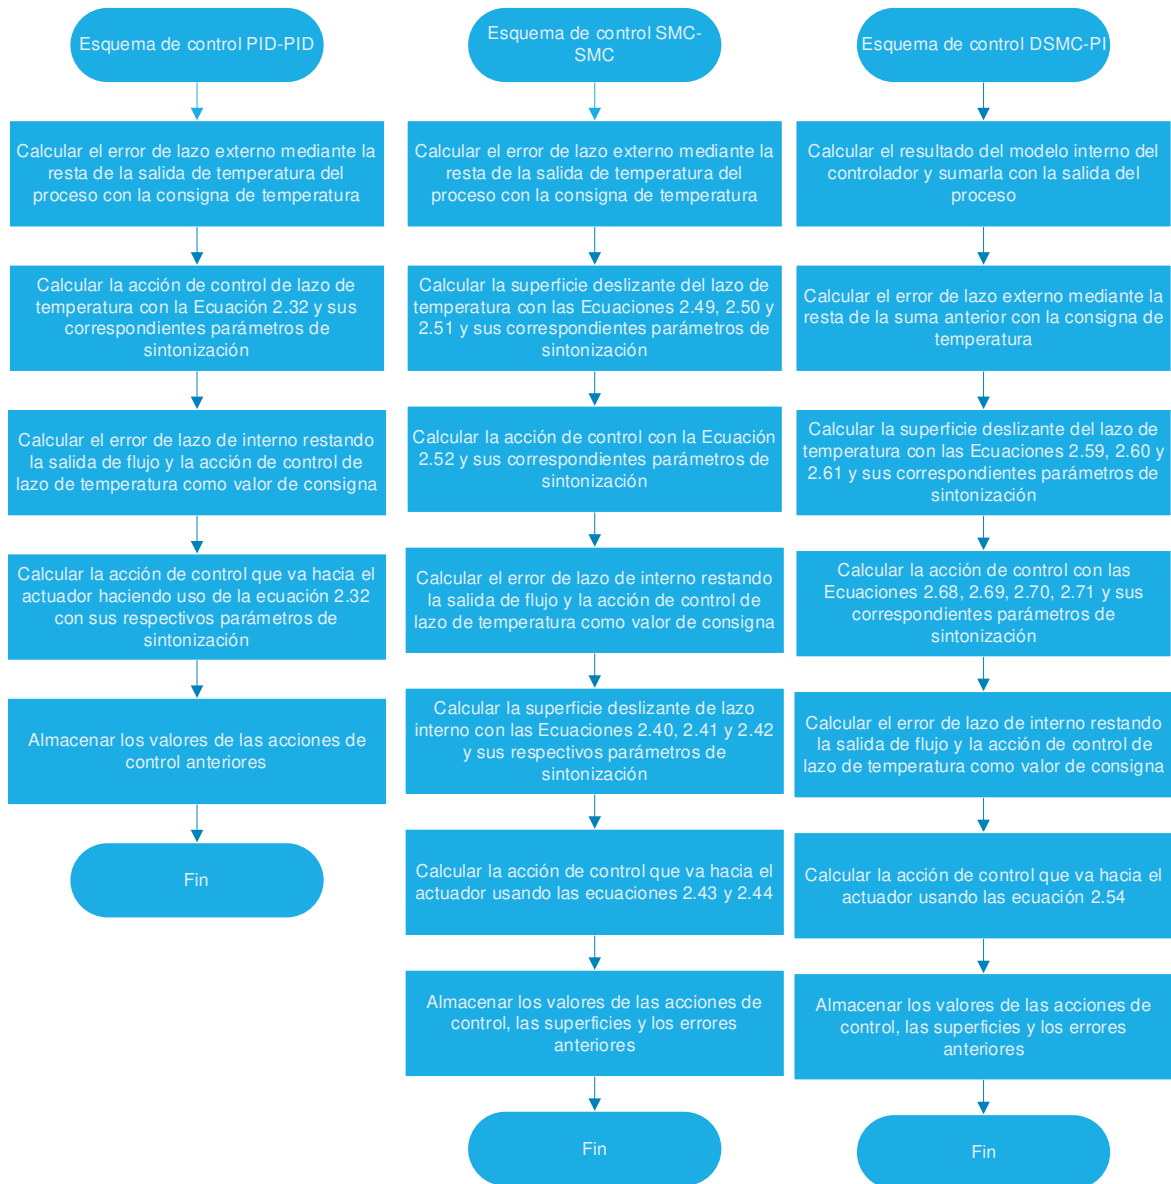 Esquema de control PID-PID
Calcular el error de lazo externo mediante la
resta de la salida de temperatura del
proceso con la consigna de temperatura
Calcular la acción de control de lazo de
temperatura con la Ecuación 2.32 y sus
correspondientes parámetros de
sintonización
Calcular el error de lazo de interno restando
la salida de flujo y la acción de control de
lazo de temperatura como valor de consigna
Calcular la acción de control que va hacia el
actuador haciendo uso de la ecuación 2.32
con sus respectivos parámetros de
sintonización
Almacenar los valores de las acciones de
control anteriores
Fin
Esquema de control SMC-
SMC
Calcular el error de lazo externo mediante la
resta de la salida de temperatura del
proceso con la consigna de temperatura
Calcular la superficie deslizante del lazo de
temperatura con las Ecuaciones 2.49, 2.50 y
2.51 y sus correspondientes parámetros de
sintonización
Calcular la acción de control con la Ecuación
2.52 y sus correspondientes parámetros de
sintonización
Calcular el error de lazo de interno restando
la salida de flujo y la acción de control de
lazo de temperatura como valor de consigna
Calcular la superficie deslizante de lazo
interno con las Ecuaciones 2.40, 2.41 y 2.42
y sus respectivos parámetros de
sintonización
Calcular la acción de control que va hacia el
actuador usando las ecuaciones 2.43 y 2.44
Almacenar los valores de las acciones de
control, las superficies y los errores
anteriores
Fin
Esquema de control DSMC-PI
Calcular el resultado del modelo interno del
controlador y sumarla con la salida del
proceso
Calcular el error de lazo externo mediante la
resta de la suma anterior con la consigna de
temperatura
Calcular la superficie deslizante del lazo de
temperatura con las Ecuaciones 2.59, 2.60 y
2.61 y sus correspondientes parámetros de
sintonización
Calcular la acción de control con las
Ecuaciones 2.68, 2.69, 2.70, 2.71 y sus
correspondientes parámetros de
sintonización
Calcular el error de lazo de interno restando
la salida de flujo y la acción de control de
lazo de temperatura como valor de consigna
Calcular la acción de control que va hacia el
actuador usando las ecuación 2.54
Almacenar los valores de las acciones de
control, las superficies y los errores
anteriores
Fin